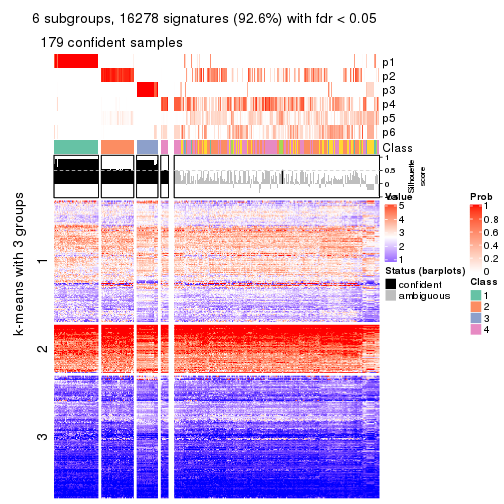 6 subgroups, 16278 signatures (92.6%) with fdr < 0.05
179 confident samples
p1
p2
p3
p4
p5
p6
Class
1
0.5
0
Silhouette
score
k-means with 3 groups
1
2
3
Value
5
4
3
2
1
Status (barplots)
confident
ambiguous
Prob
1
0.8
0.6
0.4
0.2
0
Class
1
2
3
4